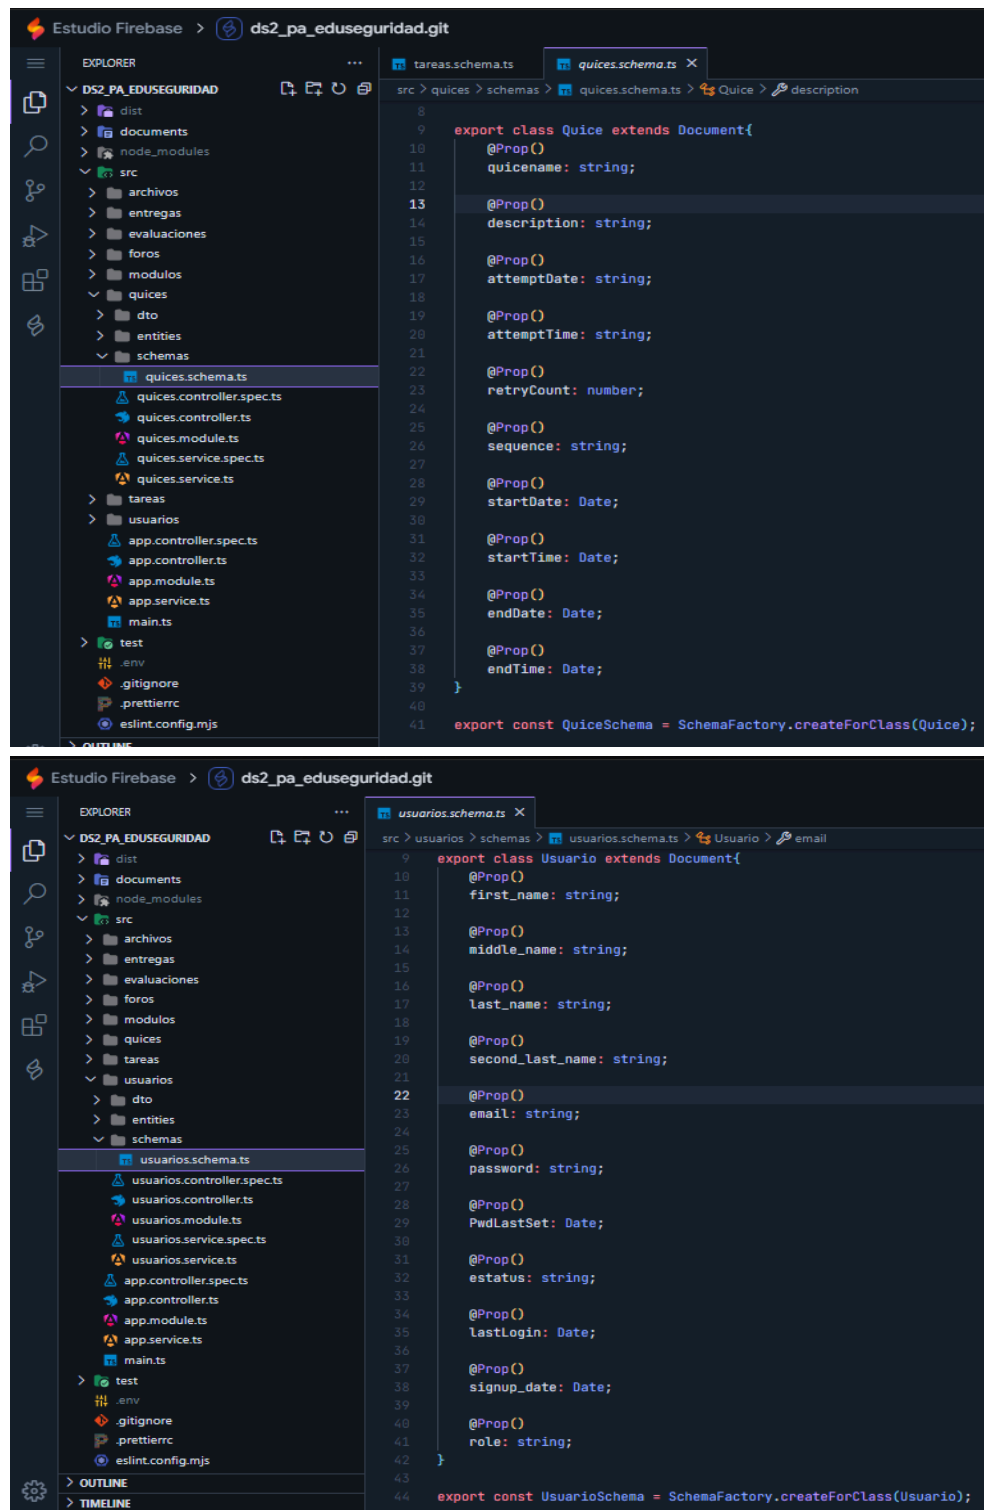 Estudio Firebase > ds2_pa_eduseguridad.git
EXPLORER ...
DS2_PA_EDUSEGURIDAD
dist
documents
node_modules
src
archivos
entregas
evaluaciones
foros
modulos
quices
dto
entities
schemas
quices.schema.ts
quices.controller.spec.ts
quices.controller.ts
quices.module.ts
quices.service.spec.ts
quices.service.ts
tareas
usuarios
app.controller.spec.ts
app.controller.ts
app.module.ts
app.service.ts
main.ts
test
.env
.gitignore
.prettierrc
eslint.config.mjs
OUTLINE
tareas.schema.ts quices.schema.ts
src > quices > schemas > quices.schema.ts > Quice > description
8
9 export class Quice extends Document{
10 @Prop()
11 quicename: string;
12
13 @Prop()
14 description: string;
15
16 @Prop()
17 attemptDate: string;
18
19 @Prop()
20 attemptTime: string;
21
22 @Prop()
23 retryCount: number;
24
25 @Prop()
26 sequence: string;
27
28 @Prop()
29 startDate: Date;
30
31 @Prop()
32 startTime: Date;
33
34 @Prop()
35 endDate: Date;
36
37 @Prop()
38 endTime: Date;
39 }
40
41 export const QuiceSchema = SchemaFactory.createForClass(Quice);
Estudio Firebase > ds2_pa_eduseguridad.git
EXPLORER ...
DS2_PA_EDUSEGURIDAD
dist
documents
node_modules
src
archivos
entregas
evaluaciones
foros
modulos
quices
tareas
usuarios
dto
entities
schemas
usuarios.schema.ts
usuarios.controller.spec.ts
usuarios.controller.ts
usuarios.module.ts
usuarios.service.spec.ts
usuarios.service.ts
app.controller.spec.ts
app.controller.ts
app.module.ts
app.service.ts
main.ts
test
.env
.gitignore
.prettierrc
eslint.config.mjs
OUTLINE
TIMELINE
usuarios.schema.ts
src > usuarios > schemas > usuarios.schema.ts > Usuario > email
9 export class Usuario extends Document{
10 @Prop()
11 first_name: string;
12
13 @Prop()
14 middle_name: string;
15
16 @Prop()
17 last_name: string;
18
19 @Prop()
20 second_last_name: string;
21
22 @Prop()
23 email: string;
24
25 @Prop()
26 password: string;
27
28 @Prop()
29 PwdLastSet: Date;
30
31 @Prop()
32 estatus: string;
33
34 @Prop()
35 lastLogin: Date;
36
37 @Prop()
38 signup_date: Date;
39
40 @Prop()
41 role: string;
42 }
43
44 export const UsuarioSchema = SchemaFactory.createForClass(Usuario);